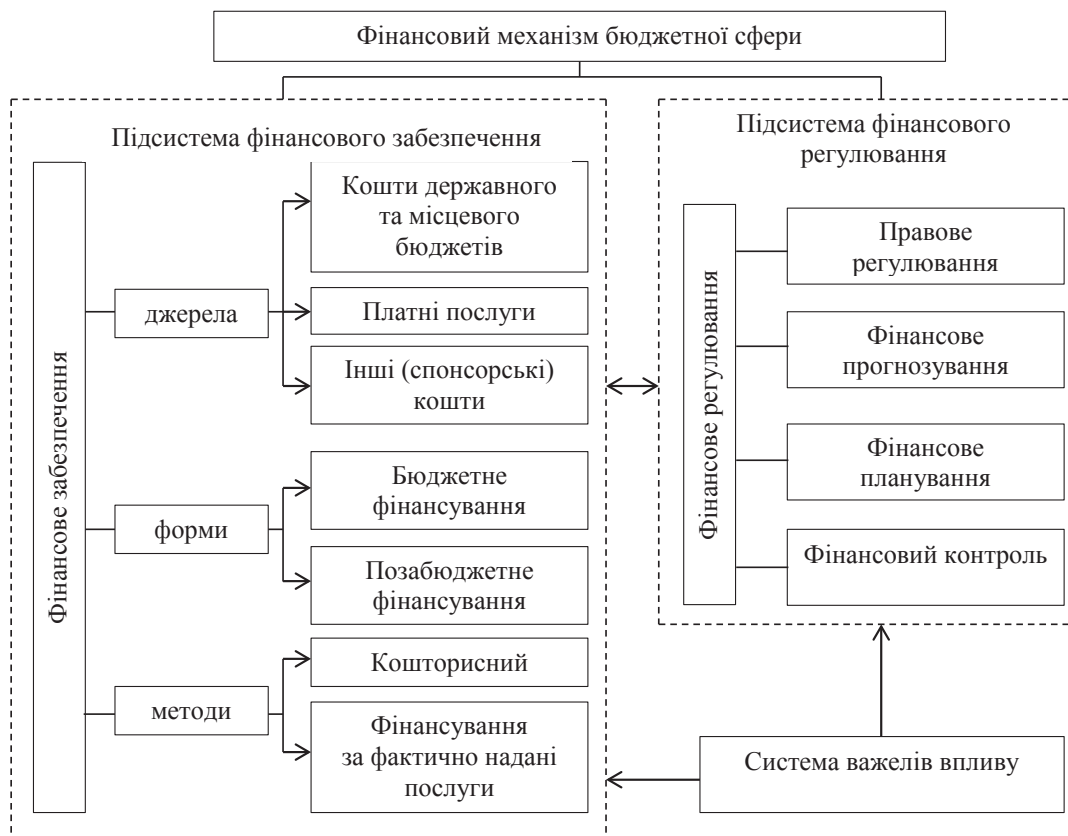 Фінансовий механізм бюджетної сфери
Підсистема фінансового забезпечення
Фінансове забезпечення
джерела
Кошти державного
та місцевого
бюджетів
Платні послуги
Інші (спонсорські)
кошти
форми
Бюджетне
фінансування
Позабюджетне
фінансування
методи
Кошторисний
Фінансування
за фактично надані
послуги
Підсистема фінансового
регулювання
Фінансове регулювання
Правове
регулювання
Фінансове
прогнозування
Фінансове
планування
Фінансовий контроль
Система важелів впливу